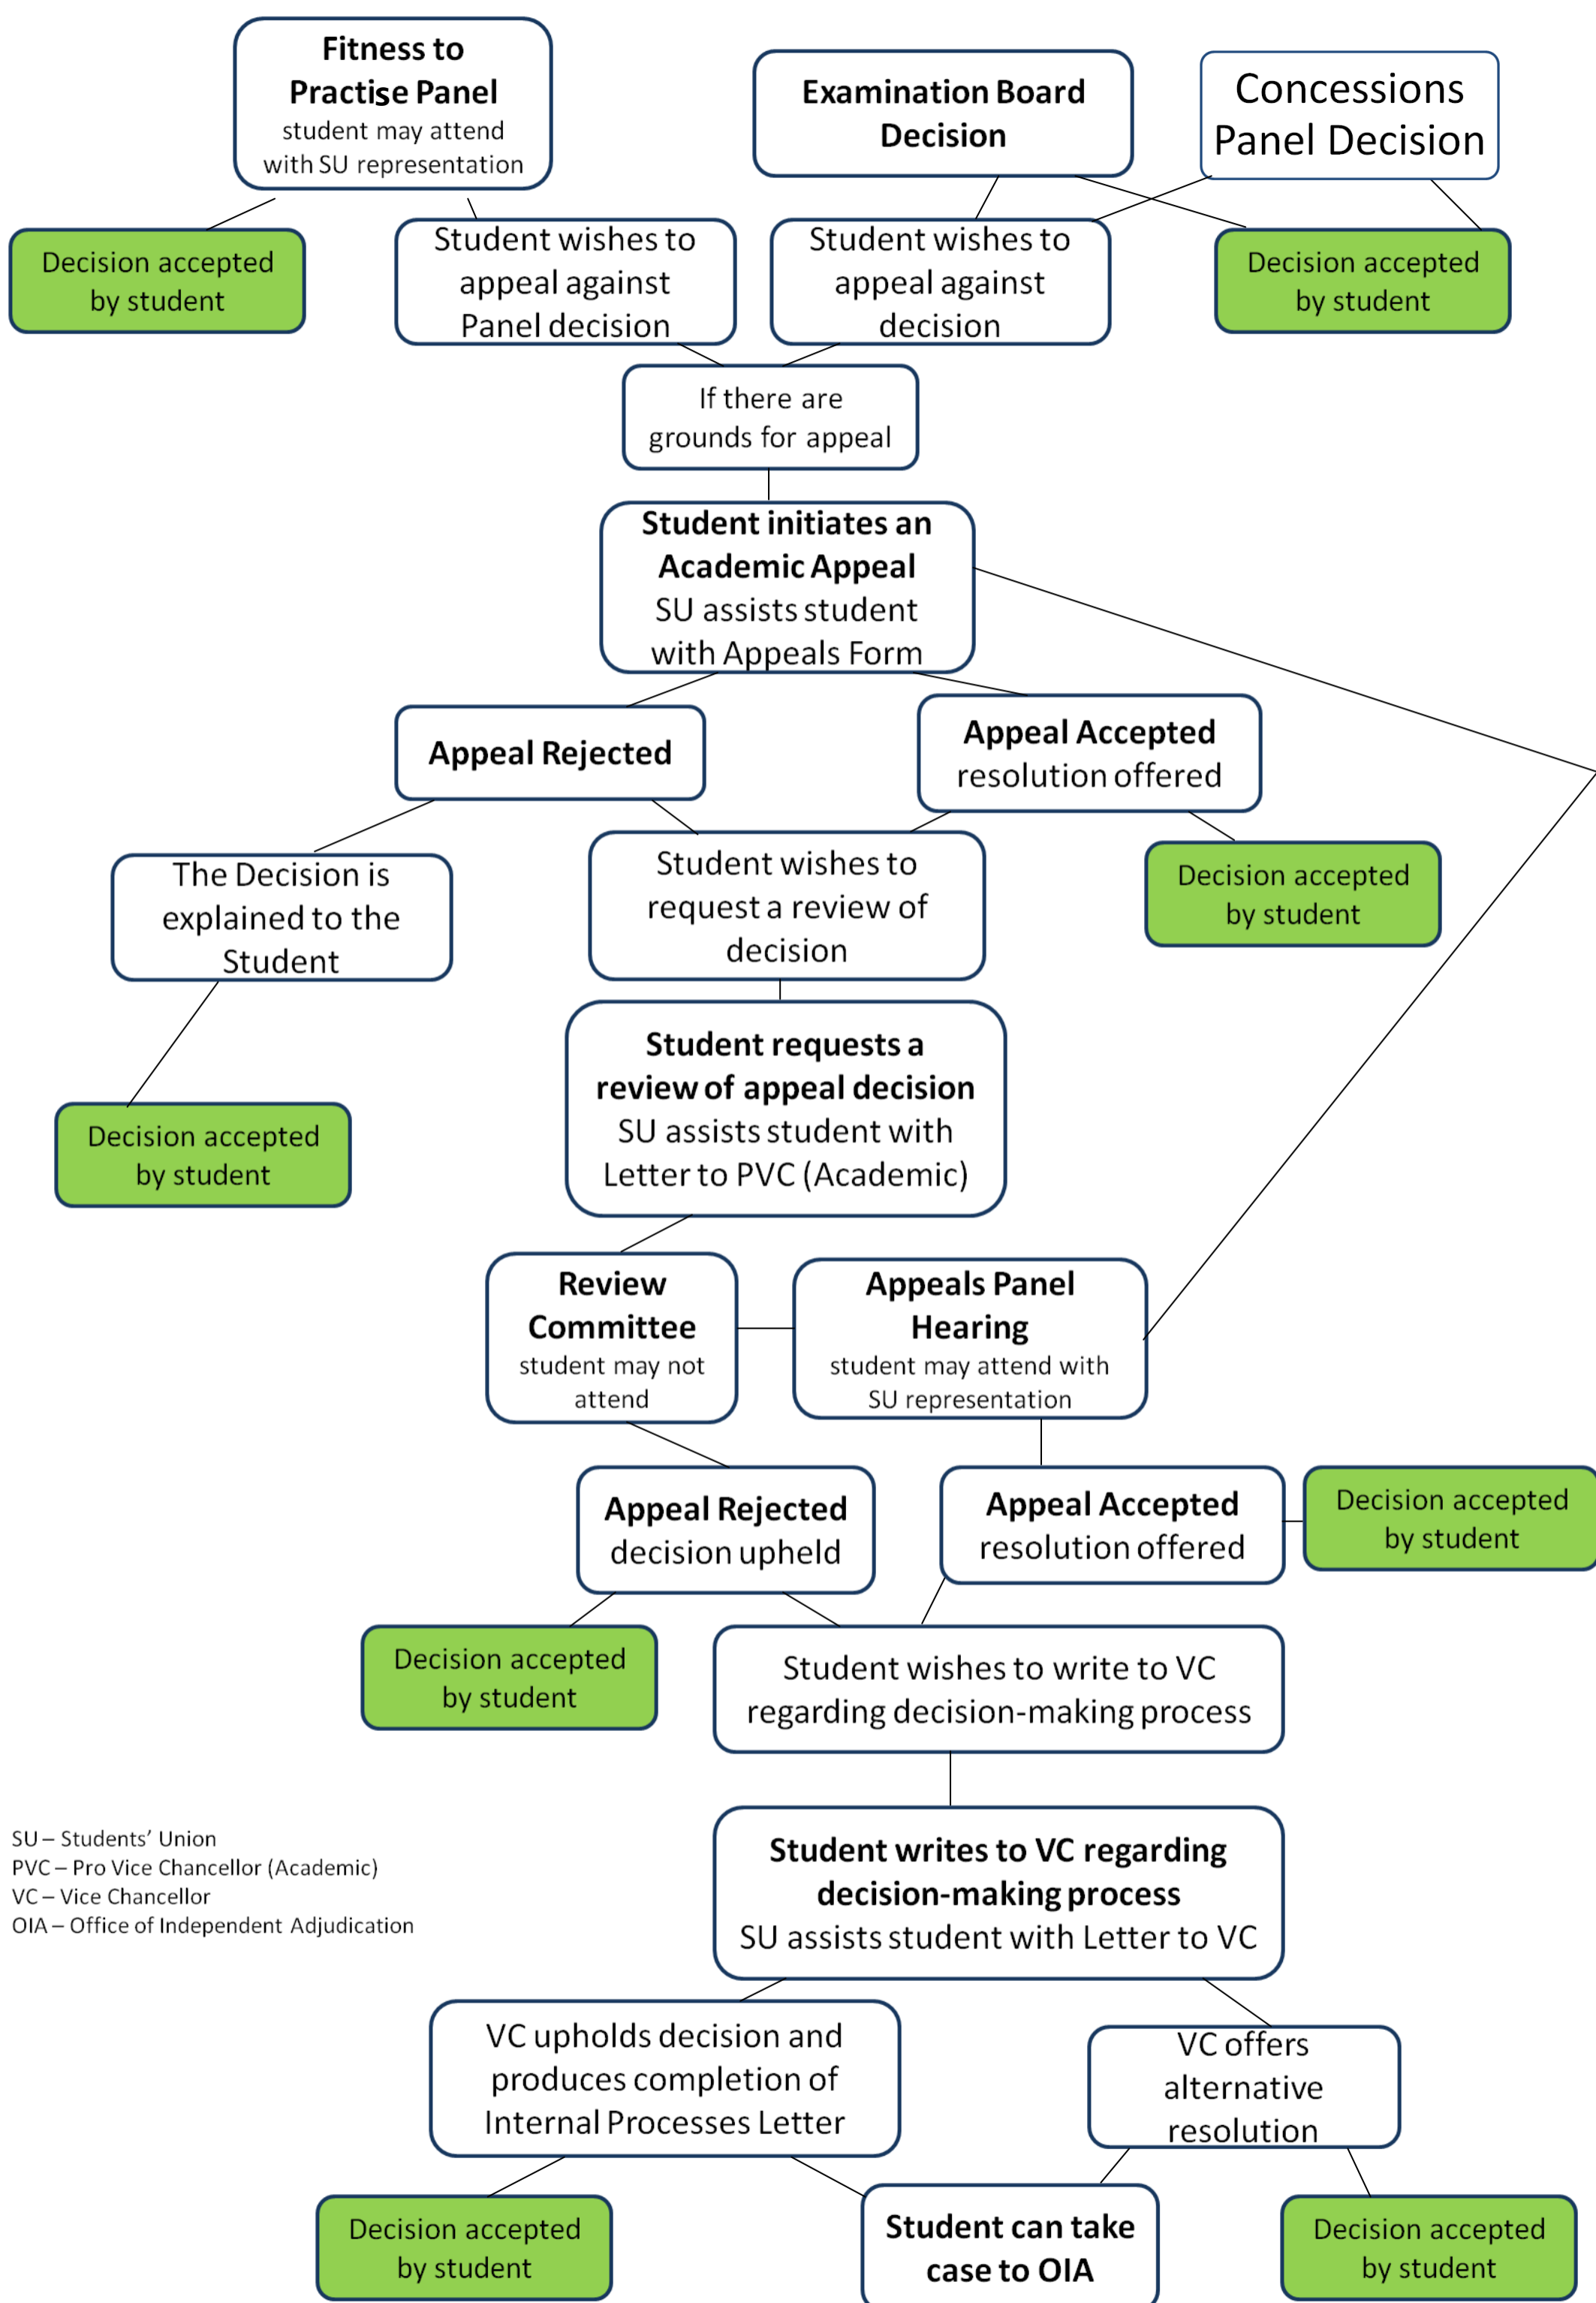 Fitness to
Practise Panel
student may attend
with SU representation
Examination Board
Decision
Concessions
Panel Decision
Decision accepted
by student
Student wishes to
appeal against
Panel decision
Student wishes to
appeal against
decision
Decision accepted
by student
If there are
grounds for appeal
Student initiates an
Academic Appeal
SU assists student
with Appeals Form
Appeal Rejected
Appeal Accepted
resolution offered
The Decision is
explained to the
Student
Student wishes to
request a review of
decision
Decision accepted
by student
Student requests a
review of appeal decision
SU assists student with
Letter to PVC (Academic)
Decision accepted
by student
Review
Committee
student may not
attend
Appeals Panel
Hearing
student may attend with
SU representation
Appeal Rejected
decision upheld
Appeal Accepted
resolution offered
Decision accepted
by student
Decision accepted
by student
Student wishes to write to VC
regarding decision-making process
SU – Students’ Union
PVC – Pro Vice Chancellor (Academic)
VC – Vice Chancellor
OIA – Office of Independent Adjudication
Student writes to VC regarding
decision-making process
SU assists student with Letter to VC
VC upholds decision and
produces completion of
Internal Processes Letter
VC offers
alternative
resolution
Decision accepted
by student
Student can take
case to OIA
Decision accepted
by student